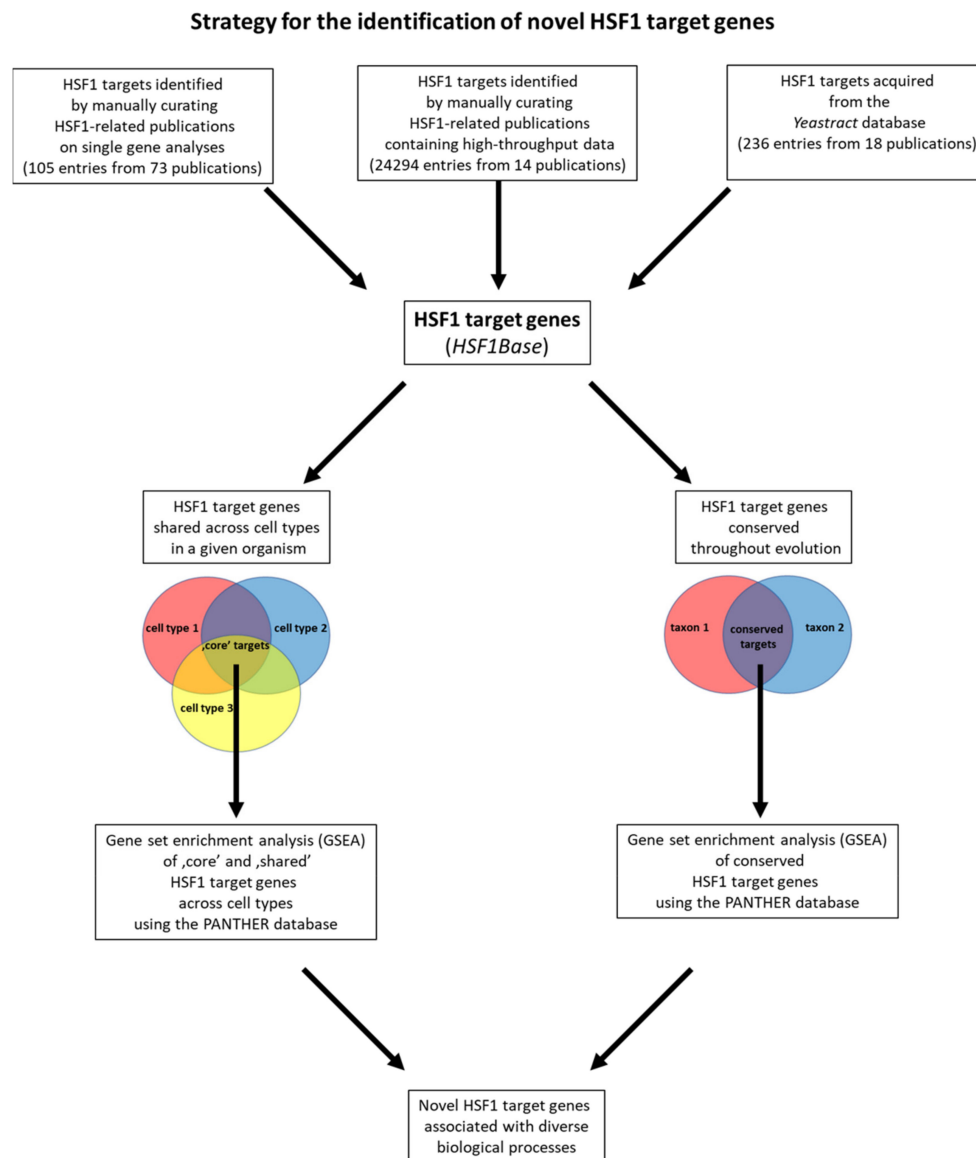 Strategy for the identification of novel HSF1 target genes
HSF1 targets identified
by manually curating
HSF1-related publications
on single gene analyses
(105 entries from 73 publications)
HSF1 targets identified
by manually curating
HSF1-related publications
containing high-throughput data
(24294 entries from 14 publications)
HSF1 targets acquired
from the
Yeastract database
(236 entries from 18 publications)
HSF1 target genes
(HSF1Base)
HSF1 target genes
shared across cell types
in a given organism
HSF1 target genes
conserved
throughout evolution
cell type 1
cell type 2
‚core’ targets
cell type 3
taxon 1
conserved
targets
taxon 2
Gene set enrichment analysis (GSEA)
of ‚core’ and ‚shared’
HSF1 target genes
across cell types
using the PANTHER database
Gene set enrichment analysis (GSEA)
of conserved
HSF1 target genes
using the PANTHER database
Novel HSF1 target genes
associated with diverse
biological processes